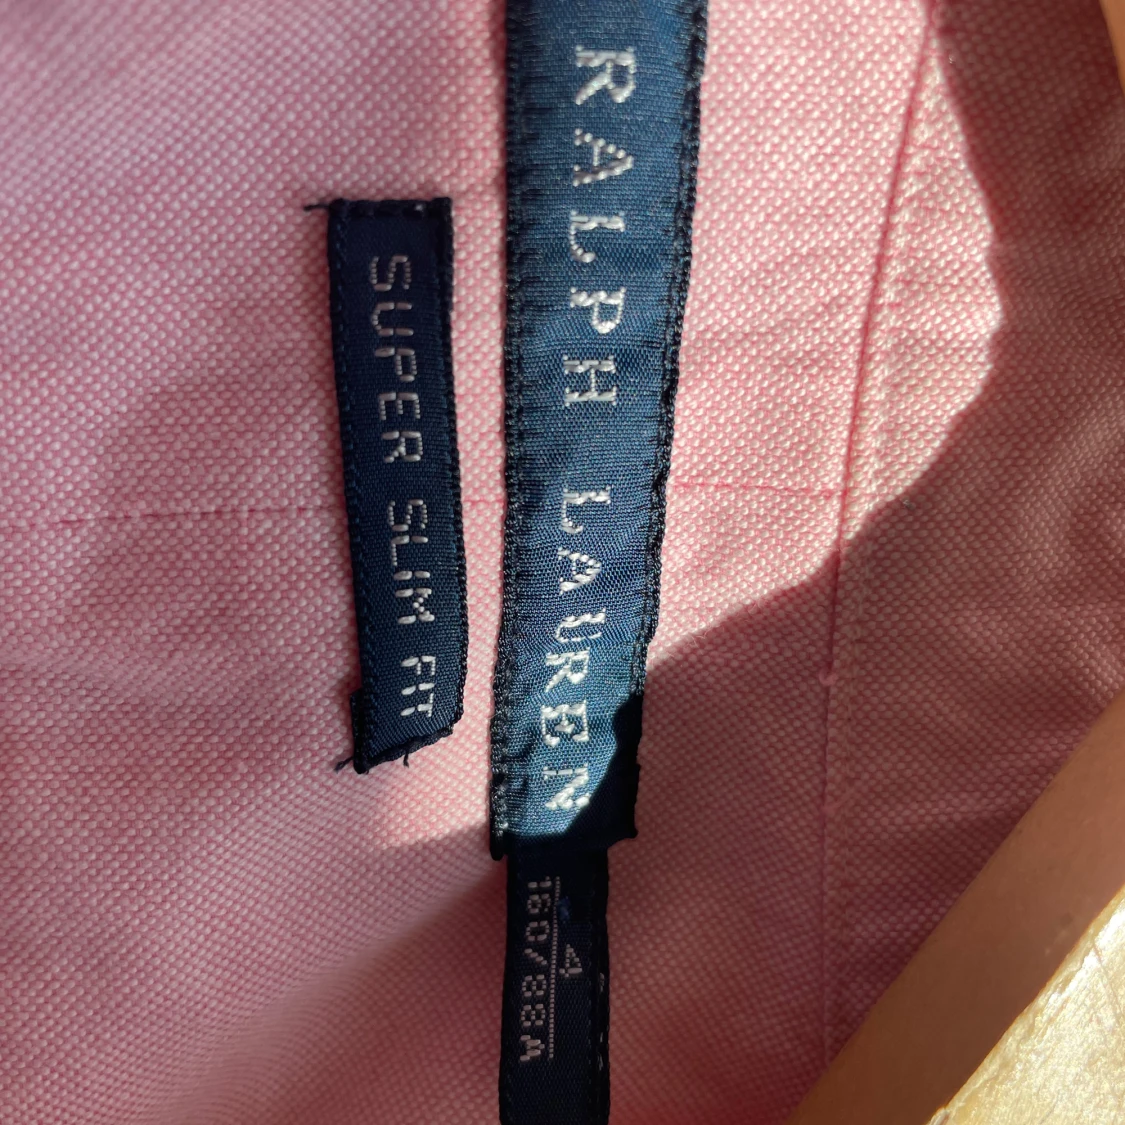 RALPH LAUREN
SUPER SLIM FIT
4
160/88A